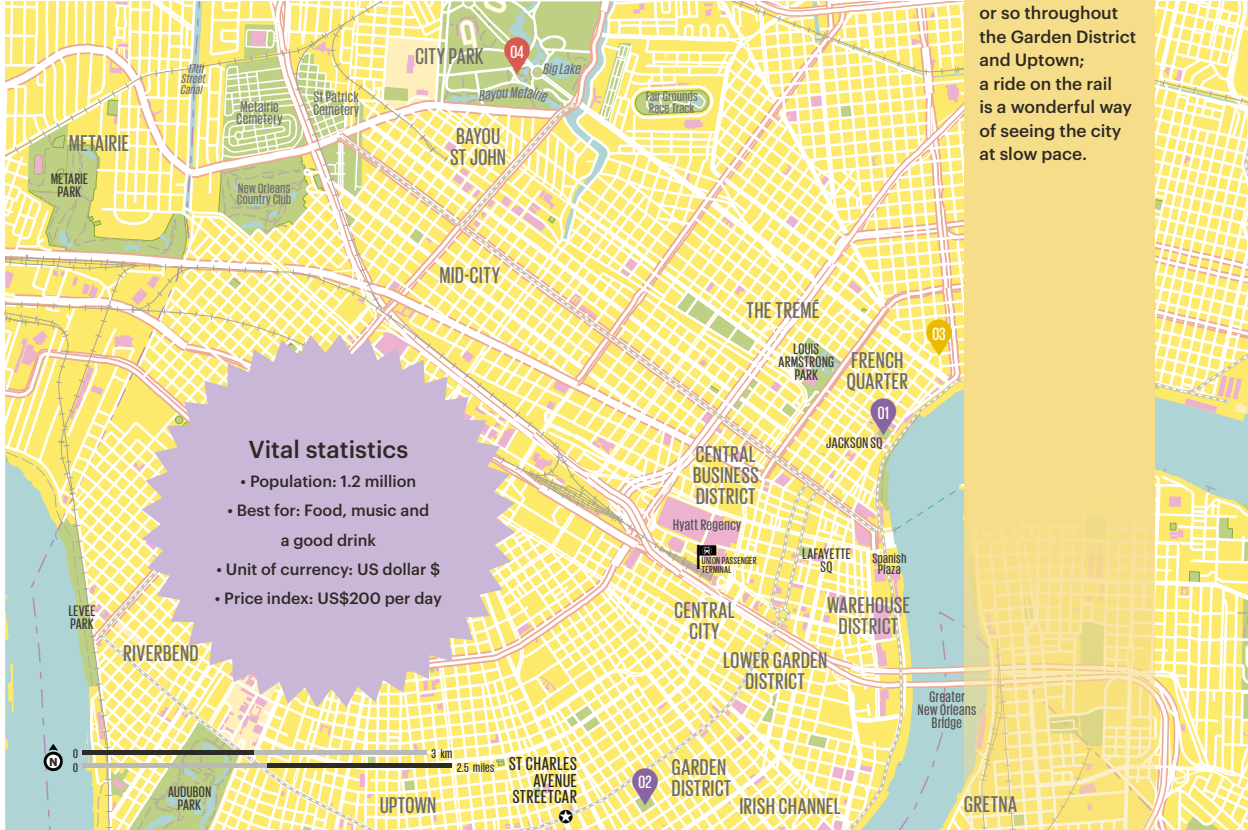 or so throughout
the Garden District
and Uptown;
a ride on the rail
is a wonderful way
of seeing the city
at slow pace.
CITY PARK
04
Big Lake
Bayou Metairie
17th
Street
Canal
Metairie
Cemetery
St Patrick
Cemetery
Fair Grounds
Race Track
METAIRIE
BAYOU
ST JOHN
METARIE
PARK
New Orleans
Country Club
MID-CITY
THE TREMÉ
03
LOUIS
ARMSTRONG
PARK
FRENCH
QUARTER
01
JACKSON SQ
Vital statistics
• Population: 1.2 million
• Best for: Food, music and
a good drink
• Unit of currency: US dollar $
• Price index: US$200 per day
CENTRAL
BUSINESS
DISTRICT
Hyatt Regency
UNION PASSENGER
TERMINAL
LAFAYETTE
SQ
Spanish
Plaza
LEVEE
PARK
CENTRAL
CITY
WAREHOUSE
DISTRICT
RIVERBEND
LOWER GARDEN
DISTRICT
Greater
New Orleans
Bridge
N
0
3 km
0
2.5 miles
ST CHARLES
AVENUE
STREETCAR
02
GARDEN
DISTRICT
AUDUBON
PARK
UPTOWN
IRISH CHANNEL
GRETNA